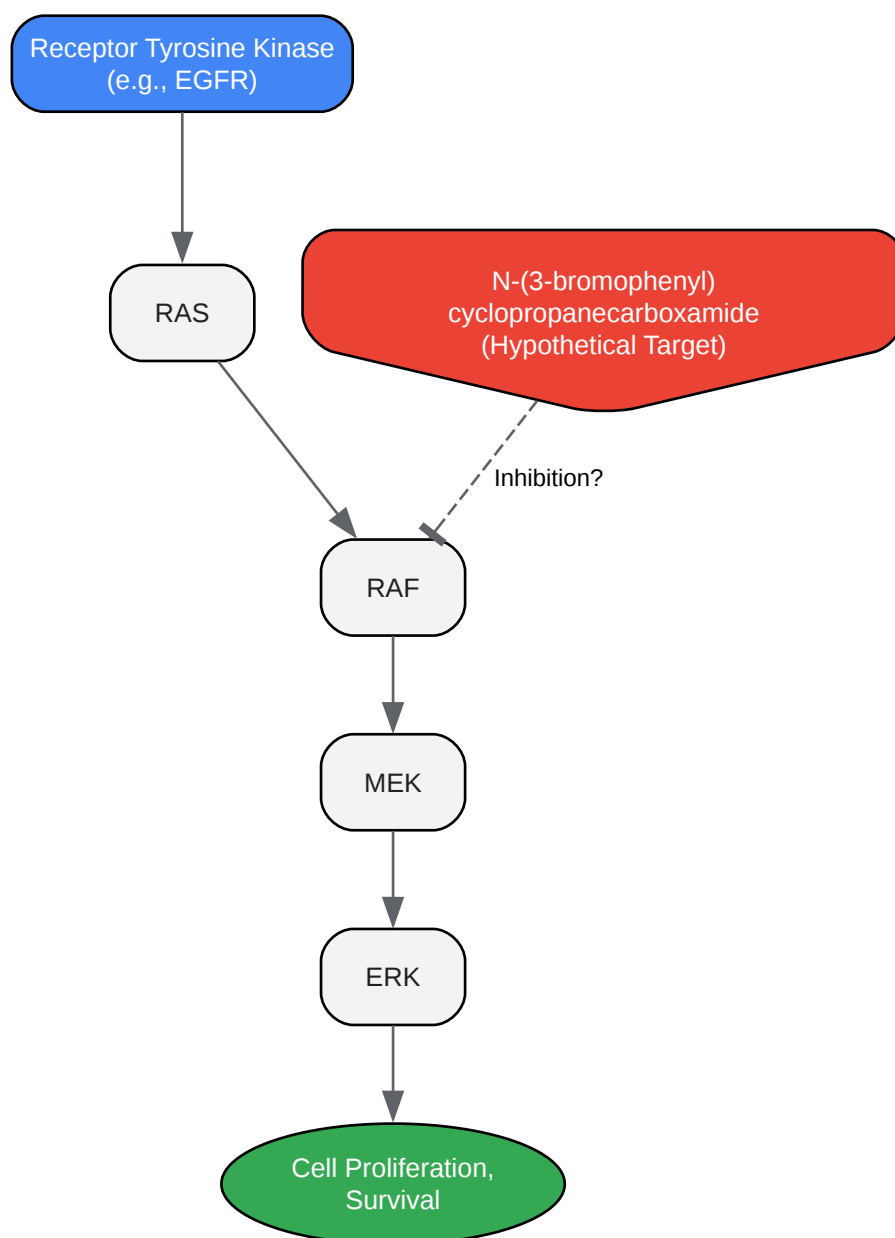 Receptor Tyrosine Kinase
(e.g., EGFR)
RAS
N-(3-bromophenyl)
cyclopropanecarboxamide
(Hypothetical Target)
Inhibition?
RAF
MEK
ERK
Cell Proliferation,
Survival